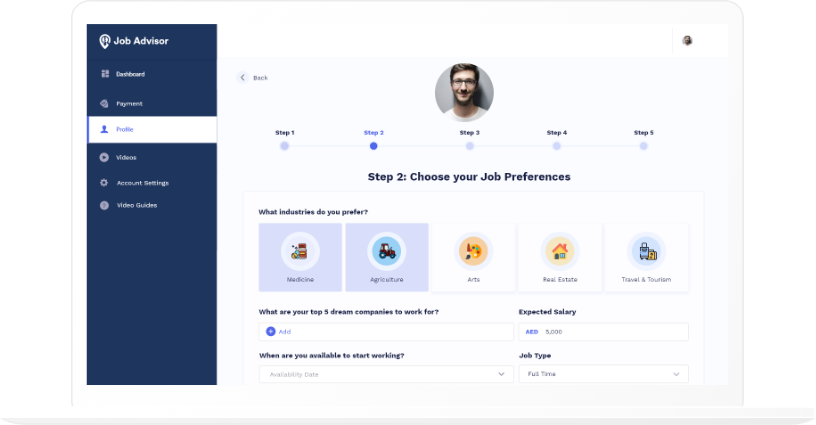 Job Advisor
Dashboard
Payment
Profile
Videos
Account Settings
Video Guides
Back
Step 1 Step 2 Step 3 Step 4 Step 5
Step 2: Choose your Job Preferences
What industries do you prefer?
Medicine Agriculture Arts Real Estate Travel & Tourism
What are your top 5 dream companies to work for? Expected Salary
Add AED 5,000
When are you available to start working? Job Type
Availability Date Full Time